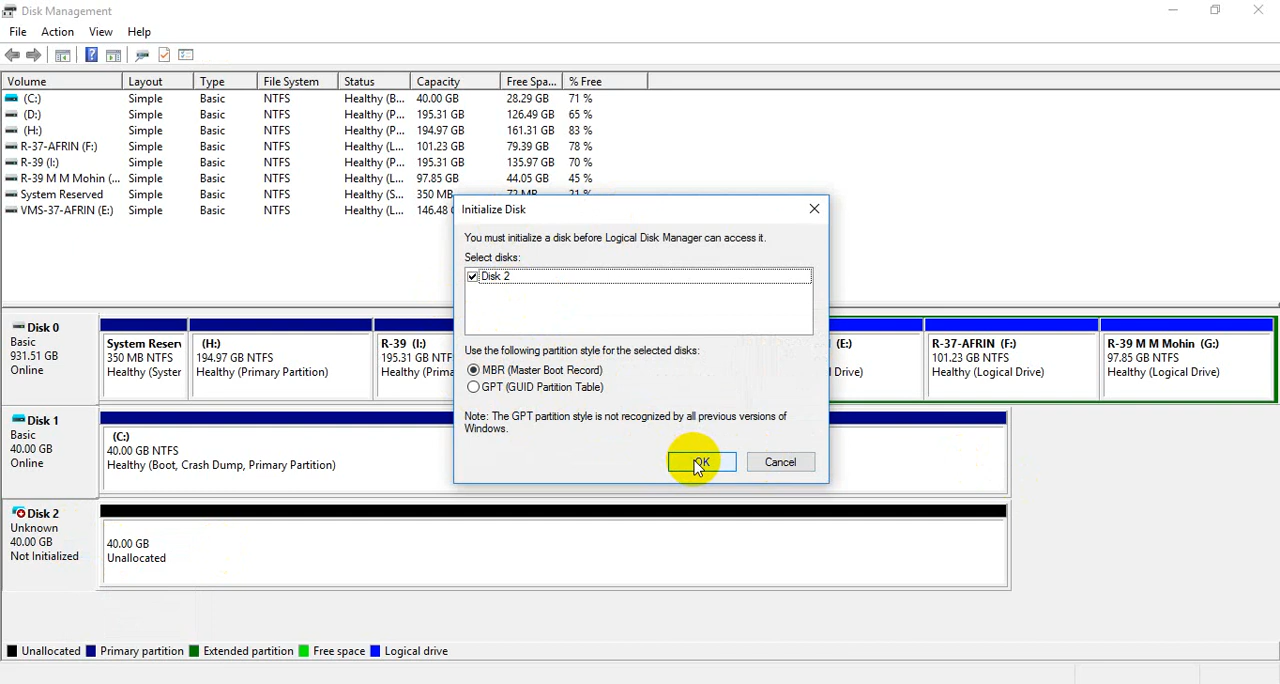 Disk Management
File Action View Help
Volume Layout Type File System Status Capacity Free Spa... % Free
(C:) Simple Basic NTFS Healthy (B... 40.00 GB 28.29 GB 71 %
(D:) Simple Basic NTFS Healthy (P... 195.31 GB 126.49 GB 65 %
(H:) Simple Basic NTFS Healthy (P... 194.97 GB 161.31 GB 83 %
R-37-AFRIN (F:) Simple Basic NTFS Healthy (L... 101.23 GB 79.39 GB 78 %
R-39 (I:) Simple Basic NTFS Healthy (P... 195.31 GB 135.97 GB 70 %
R-39 M M Mohin (... Simple Basic NTFS Healthy (L... 97.85 GB 44.05 GB 45 %
System Reserved Simple Basic NTFS Healthy (S... 350 MB 72 MB 21 %
VMS-37-AFRIN (E:) Simple Basic NTFS Healthy (L... 146.48
Initialize Disk
You must initialize a disk before Logical Disk Manager can access it.
Select disks:
Disk 2
Use the following partition style for the selected disks:
MBR (Master Boot Record)
GPT (GUID Partition Table)
Note: The GPT partition style is not recognized by all previous versions of
Windows.
OK Cancel
Disk 0
Basic
931.51 GB
Online
System Reserv
350 MB NTFS
Healthy (Syster
(H:)
194.97 GB NTFS
Healthy (Primary Partition)
R-39 (I:)
195.31 GB NTF
Healthy (Prima
(E:)
l Drive)
R-37-AFRIN (F:)
101.23 GB NTFS
Healthy (Logical Drive)
R-39 M M Mohin (G:)
97.85 GB NTFS
Healthy (Logical Drive)
Disk 1
Basic
40.00 GB
Online
(C:)
40.00 GB NTFS
Healthy (Boot, Crash Dump, Primary Partition)
Disk 2
Unknown
40.00 GB
Not Initialized
40.00 GB
Unallocated
Unallocated Primary partition Extended partition Free space Logical drive